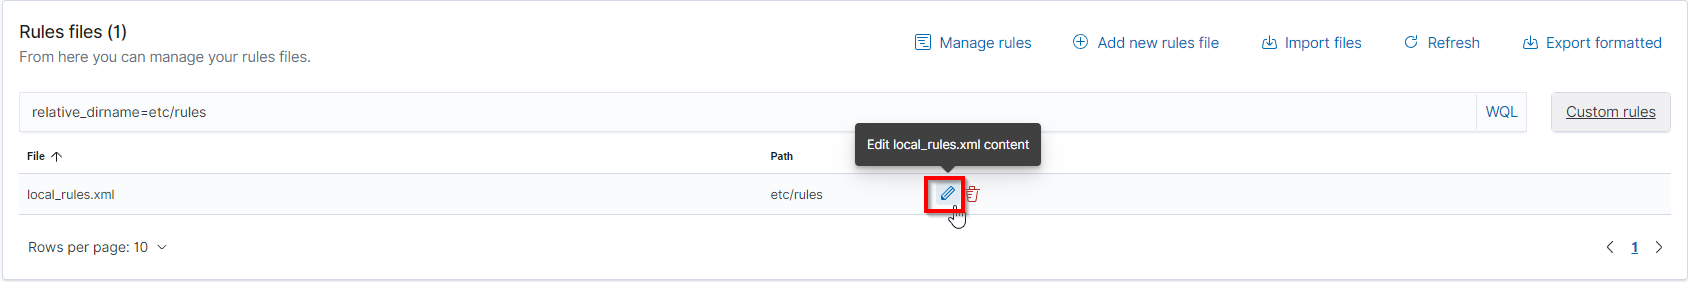 Rules files (1)
From here you can manage your rules files.
Manage rules
Add new rules file
Import files
Refresh
Export formatted
relative_dirname=etc/rules
WQL
Custom rules
Edit local_rules.xml content
File
Path
local_rules.xml
etc/rules
Rows per page: 10
1